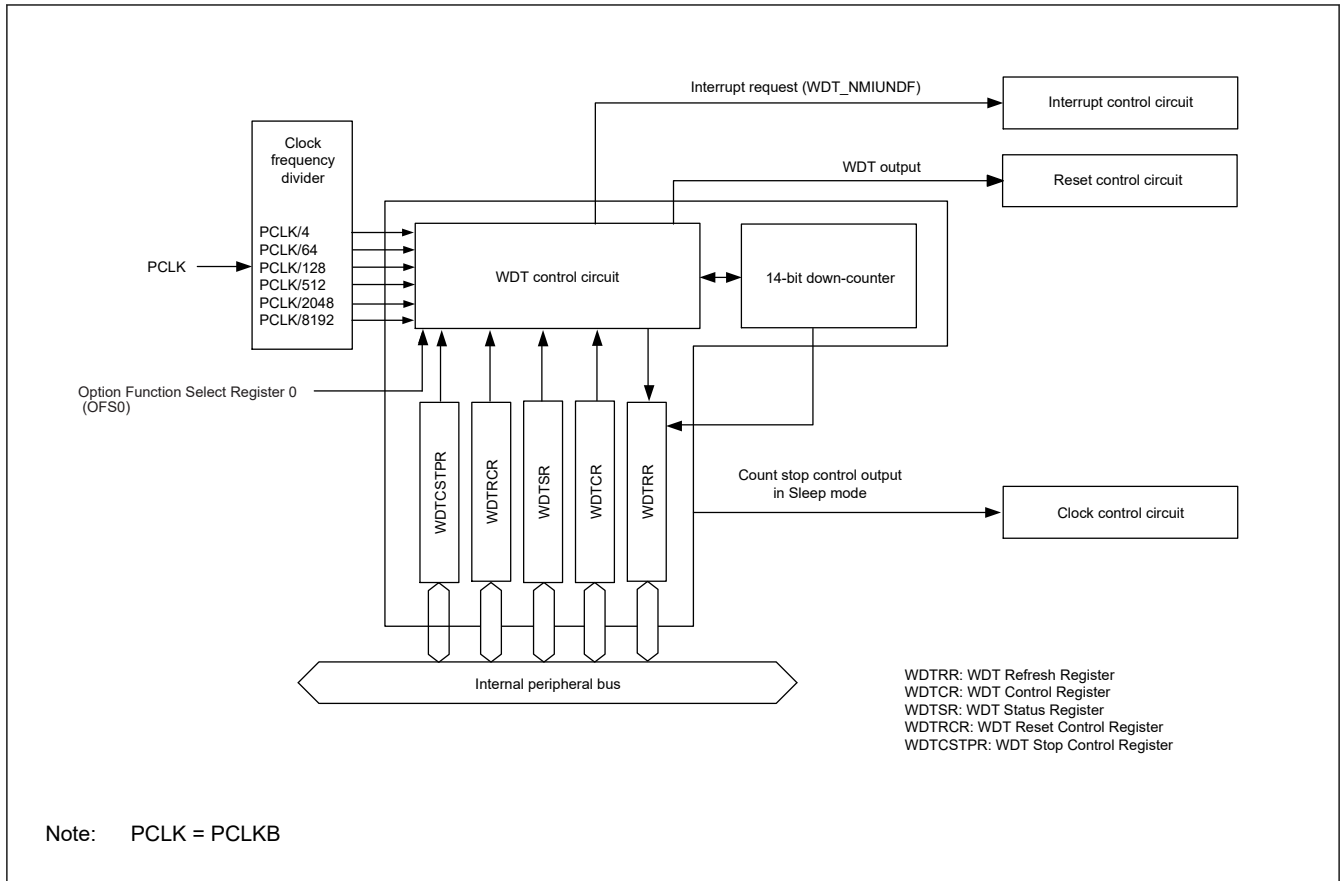 Interrupt request (WDT_NMIUNDF)
Interrupt control circuit
Clock
frequency
divider
WDT output
Reset control circuit
PCLK/4
PCLK/64
PCLK/128
PCLK/512
PCLK/2048
PCLK/8192
PCLK
WDT control circuit
14-bit down-counter
Option Function Select Register 0
(OFS0)
WDTCSTPR
WDTRCR
WDTSR
WDTCR
WDTRR
Count stop control output
in Sleep mode
Clock control circuit
Internal peripheral bus
WDTRR: WDT Refresh Register
WDTCR: WDT Control Register
WDTSR: WDT Status Register
WDTRCR: WDT Reset Control Register
WDTCSTPR: WDT Stop Control Register
Note: PCLK = PCLKB